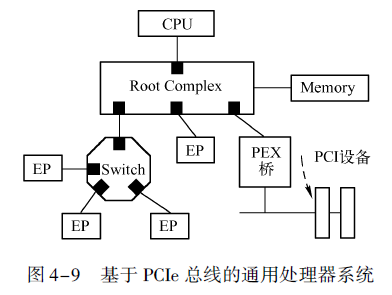 CPU
Root Complex
Memory
EP
PEX
桥
PCI设备
EP
Switch
EP
EP
图 4-9 基于 PCIe 总线的通用处理器系统